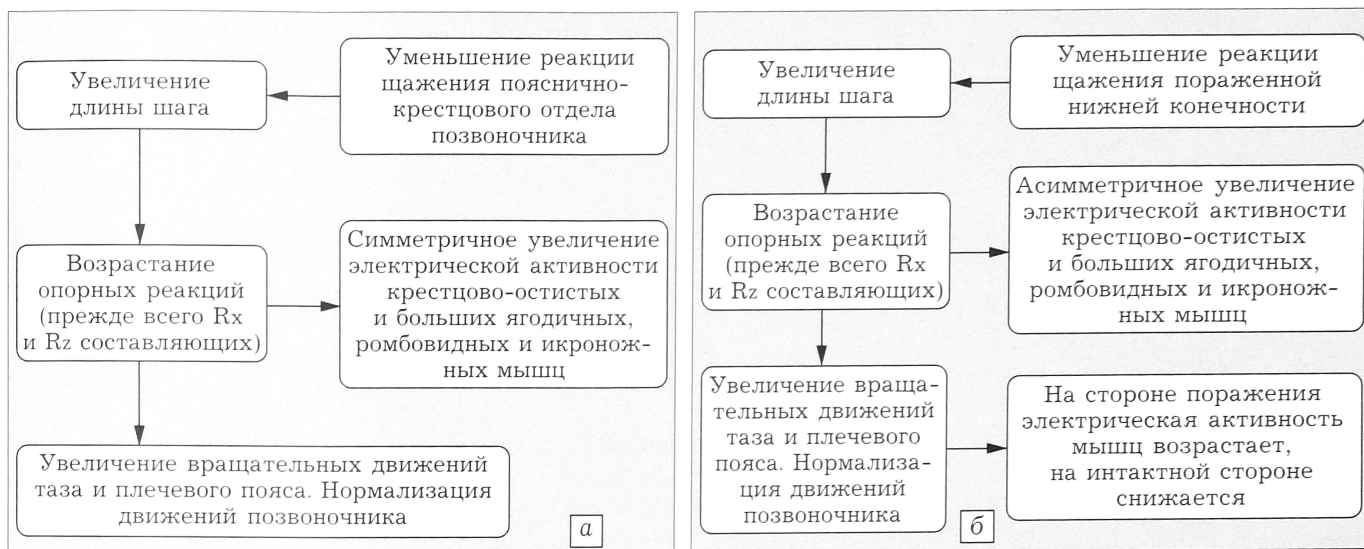 Увеличение
длины шага
Уменьшение реакции
щажения пояснично-
крестцового отдела
позвоночника
Возрастание
опорных реакций
(прежде всего Rx
и Rz составляющих)
Симметричное увеличение
электрической активности
крестцово-остистых
и больших ягодичных,
ромбовидных и икронож-
ных мышц
Увеличение вращательных движений
таза и плечевого пояса. Нормализация
движений позвоночника
а
Увеличение
длины шага
Уменьшение реакции
щажения пораженной
нижней конечности
Возрастание
опорных реакций
(прежде всего Rx
и Rz составляющих)
Асимметричное увеличение
электрической активности
крестцово-остистых
и больших ягодичных,
ромбовидных и икронож-
ных мышц
Увеличение враща-
тельных движений
таза и плечевого
пояса. Нормализа-
ция движений
позвоночника
На стороне поражения
электрическая активность
мышц возрастает,
на интактной стороне
снижается
б